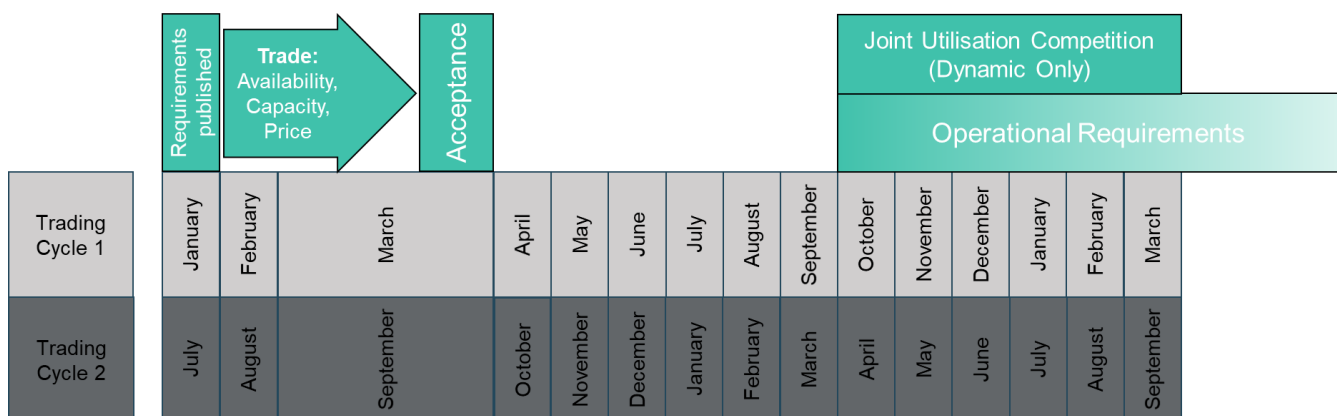 Requirements
published
Trade:
Availability,
Capacity,
Price
Acceptance
Joint Utilisation Competition
(Dynamic Only)
Operational Requirements
Trading
Cycle 1
January
February
March
April
May
June
July
August
September
October
November
December
January
February
March
Trading
Cycle 2
July
August
September
October
November
December
January
February
March
April
May
June
July
August
September